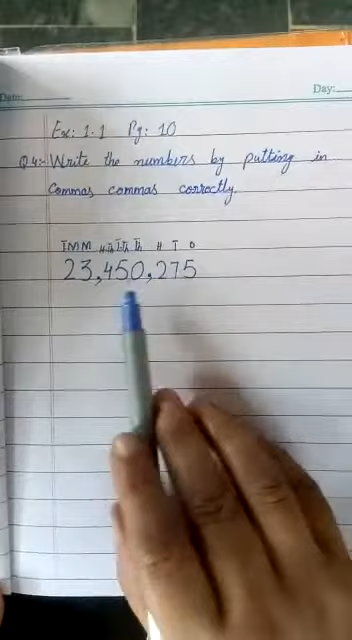 Date:
Day:
Ex: 1.1 Pg: 10
Q4:- Write the numbers by putting in
commas commas correctly.
TM M HTh TTh Th H T O
23,450,275